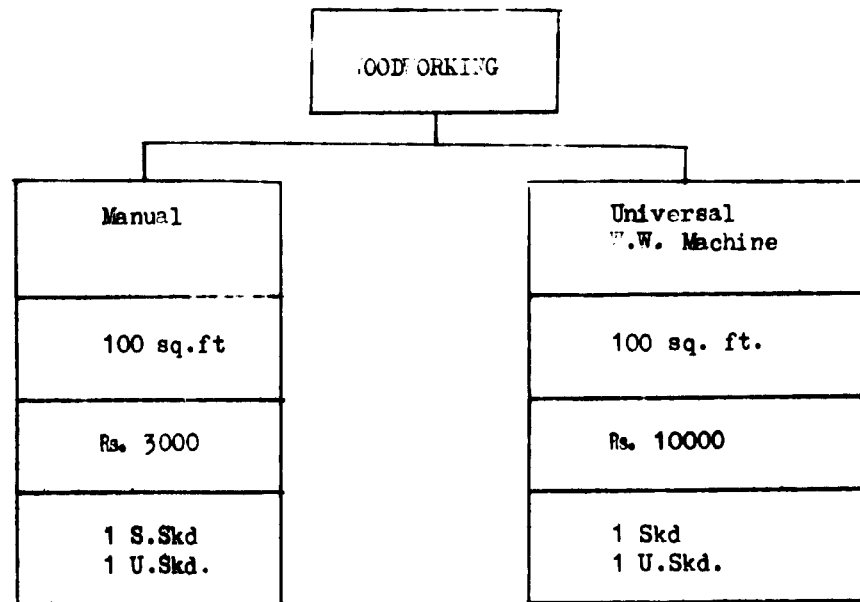 WOODWORKING
Manual
100 sq.ft
Rs. 3000
1 S.Skd
1 U.Skd.
Universal
W.W. Machine
100 sq. ft.
Rs. 10000
1 Skd
1 U.Skd.